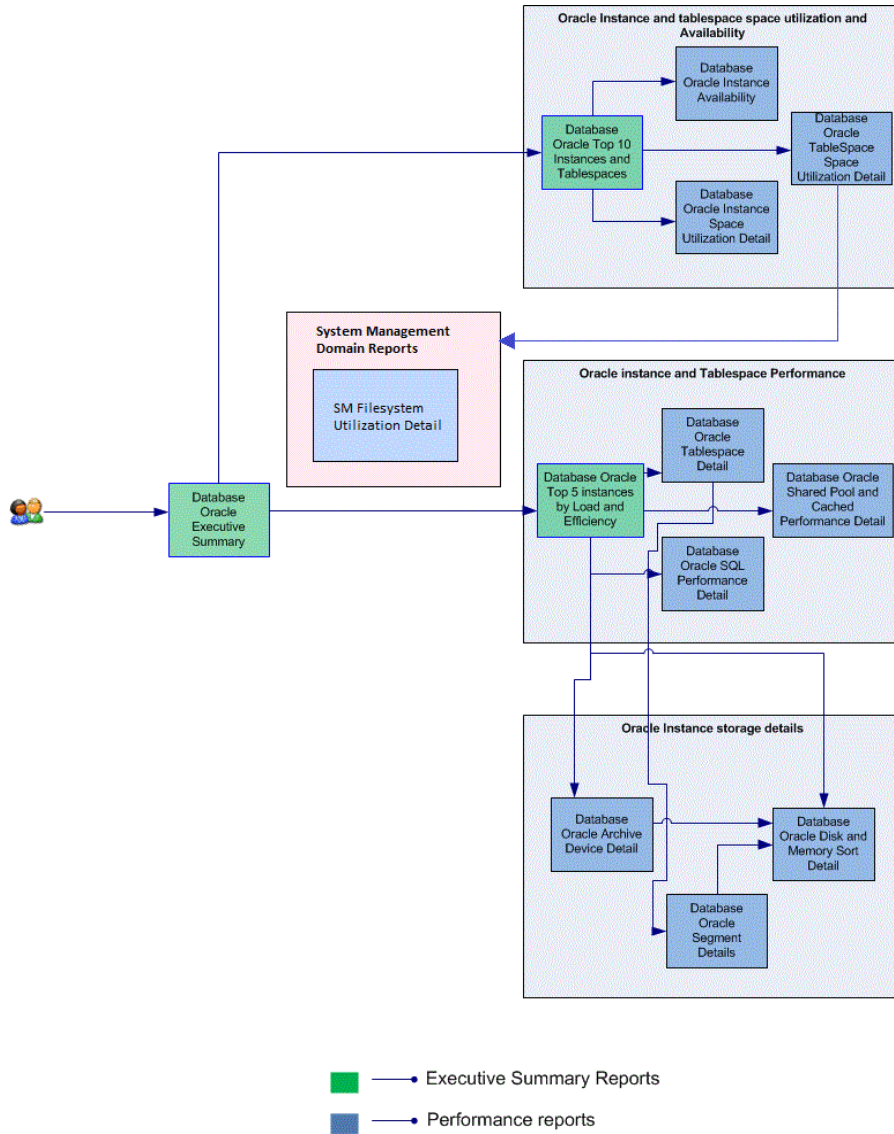 Oracle Instance and tablespace space utilization and
Availability
Database
Oracle Instance
Availability
Database
Oracle Top 10
Instances and
Tablespaces
Database
Oracle
TableSpace
Space
Utilization Detail
Database
Oracle Instance
Space
Utilization Detail
System Management
Domain Reports
SM Filesystem
Utilization Detail
Oracle instance and Tablespace Performance
Database
Oracle
Tablespace
Detail
Database Oracle
Top 5 instances
by Load and
Efficiency
Database Oracle
Shared Pool and
Cached
Performance Detail
Database
Oracle
Executive
Summary
Database
Oracle SQL
Performance
Detail
Oracle Instance storage details
Database
Oracle Archive
Device Detail
Database
Oracle Disk and
Memory Sort
Detail
Database
Oracle
Segment
Details
Executive Summary Reports
Performance reports